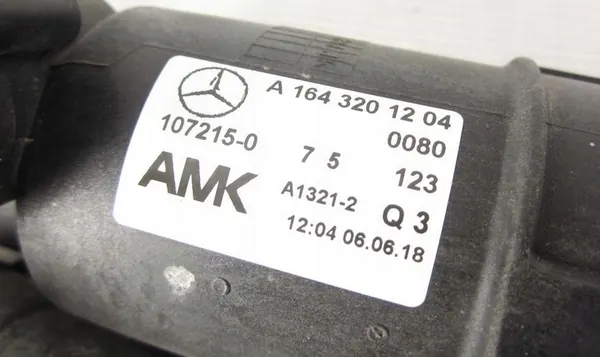 A 164 320 12 04
107215-0 0080
7 5 123
AMK A1321-2 Q 3
12:04 06.06.18